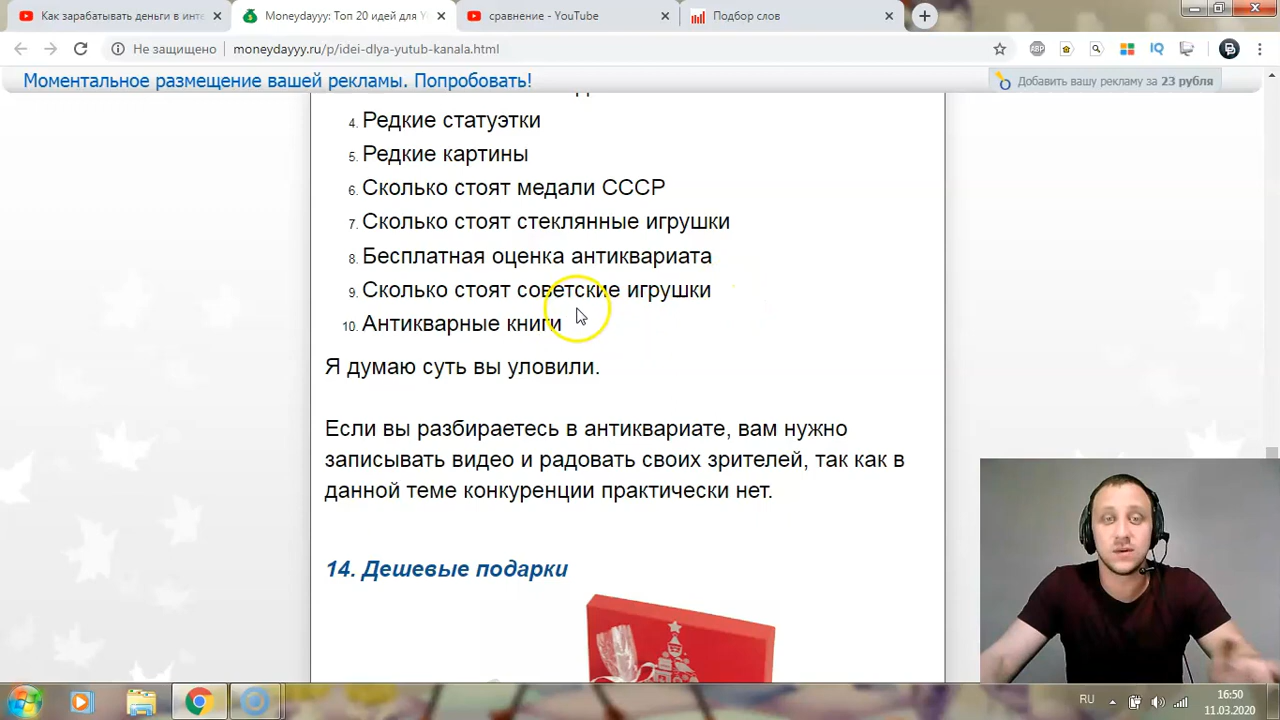 Как зарабатывать деньги в инте
Moneydayyy: Топ 20 идей для Y
сравнение - YouTube
Подбор слов
Не защищено
moneydayyy.ru/p/idei-dlya-yutub-kanala.html
ABP
IQ
Моментальное размещение вашей рекламы. Попробовать!
Добавить вашу рекламу за 23 рубля
4. Редкие статуэтки
5. Редкие картины
6. Сколько стоят медали СССР
7. Сколько стоят стеклянные игрушки
8. Бесплатная оценка антиквариата
9. Сколько стоят советские игрушки
10. Антикварные книги
Я думаю суть вы уловили.
Если вы разбираетесь в антиквариате, вам нужно
записывать видео и радовать своих зрителей, так как в
данной теме конкуренции практически нет.
14. Дешевые подарки
RU
16:50
11.03.2020